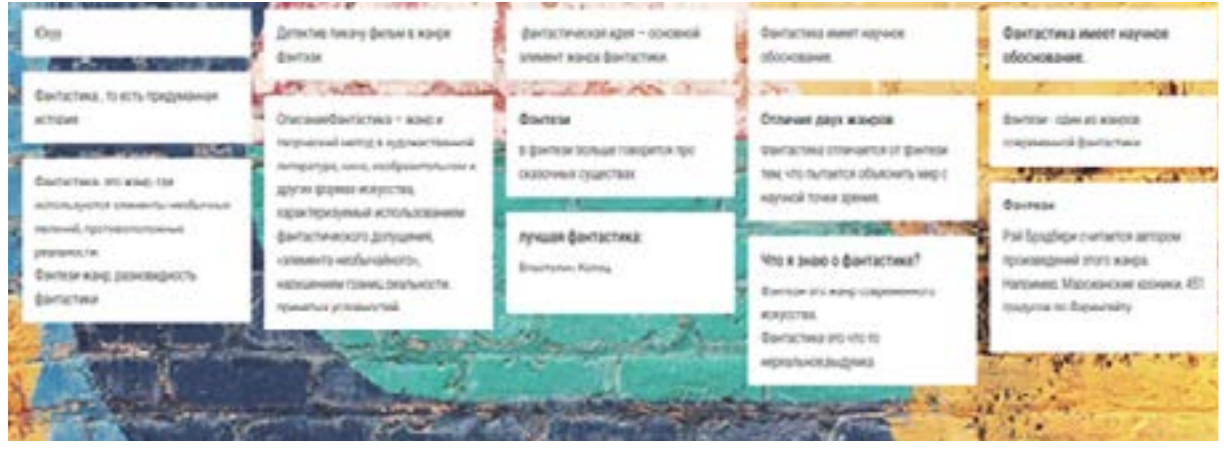 Фантастика, то есть придуманная
история
Фантастика это жанр, где
используются элементы необычных
явлений, противоположных
реальности.
Фэнтези жанр, разновидность
фантастики
Детектив пикачу фильм в жанре
фэнтези
ОписаниеФантастика — жанр и
творческий метод в художественной
литературе, кино, изобразительном и
других формах искусства,
характеризуемый использованием
фантастического допущения,
«элемента необычайного»,
нарушением границ реальности,
принятых условностей.
фантастическая идея – основной
элемент жанра фантастики.
Фэнтези
в фэнтези больше говорится про
сказочных существах
лучшая фантастика:
Властелин Колец
Фантастика имеет научное
обоснование.
Отличия двух жанров
Фантастика отличается от фэнтези
тем, что пытается объяснить мир с
научной точки зрения.
Что я знаю о фантастике?
Фэнтези это жанр современного
искусства.
Фантастика это что то
нереальное,выдумка
Фантастика имеет научное
обоснование.
Фэнтези - один из жанров
современной фантастики
Фэнтези
Рэй Брэдбери считается автором
произведений этого жанра.
Например, Марсианские хроники, 451
градусов по Фаренгейту